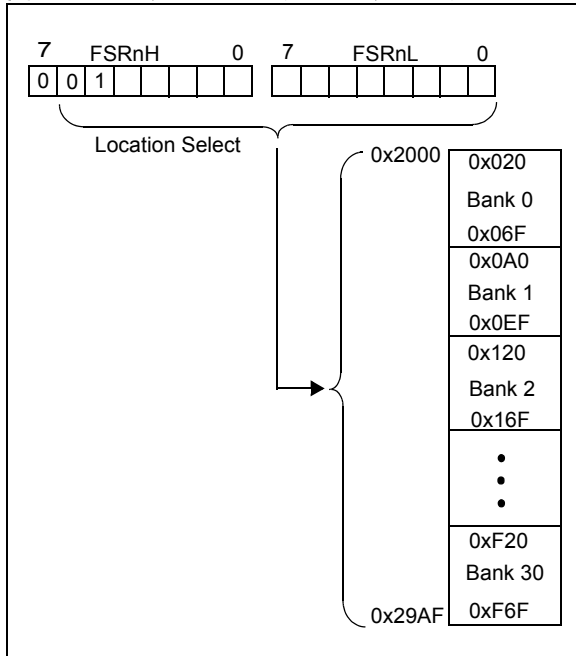 7 FSRnH 0 7 FSRnL 0
0 0 1
Location Select
0x2000
0x020
Bank 0
0x06F
0x0A0
Bank 1
0x0EF
0x120
Bank 2
0x16F
0xF20
Bank 30
0x29AF 0xF6F